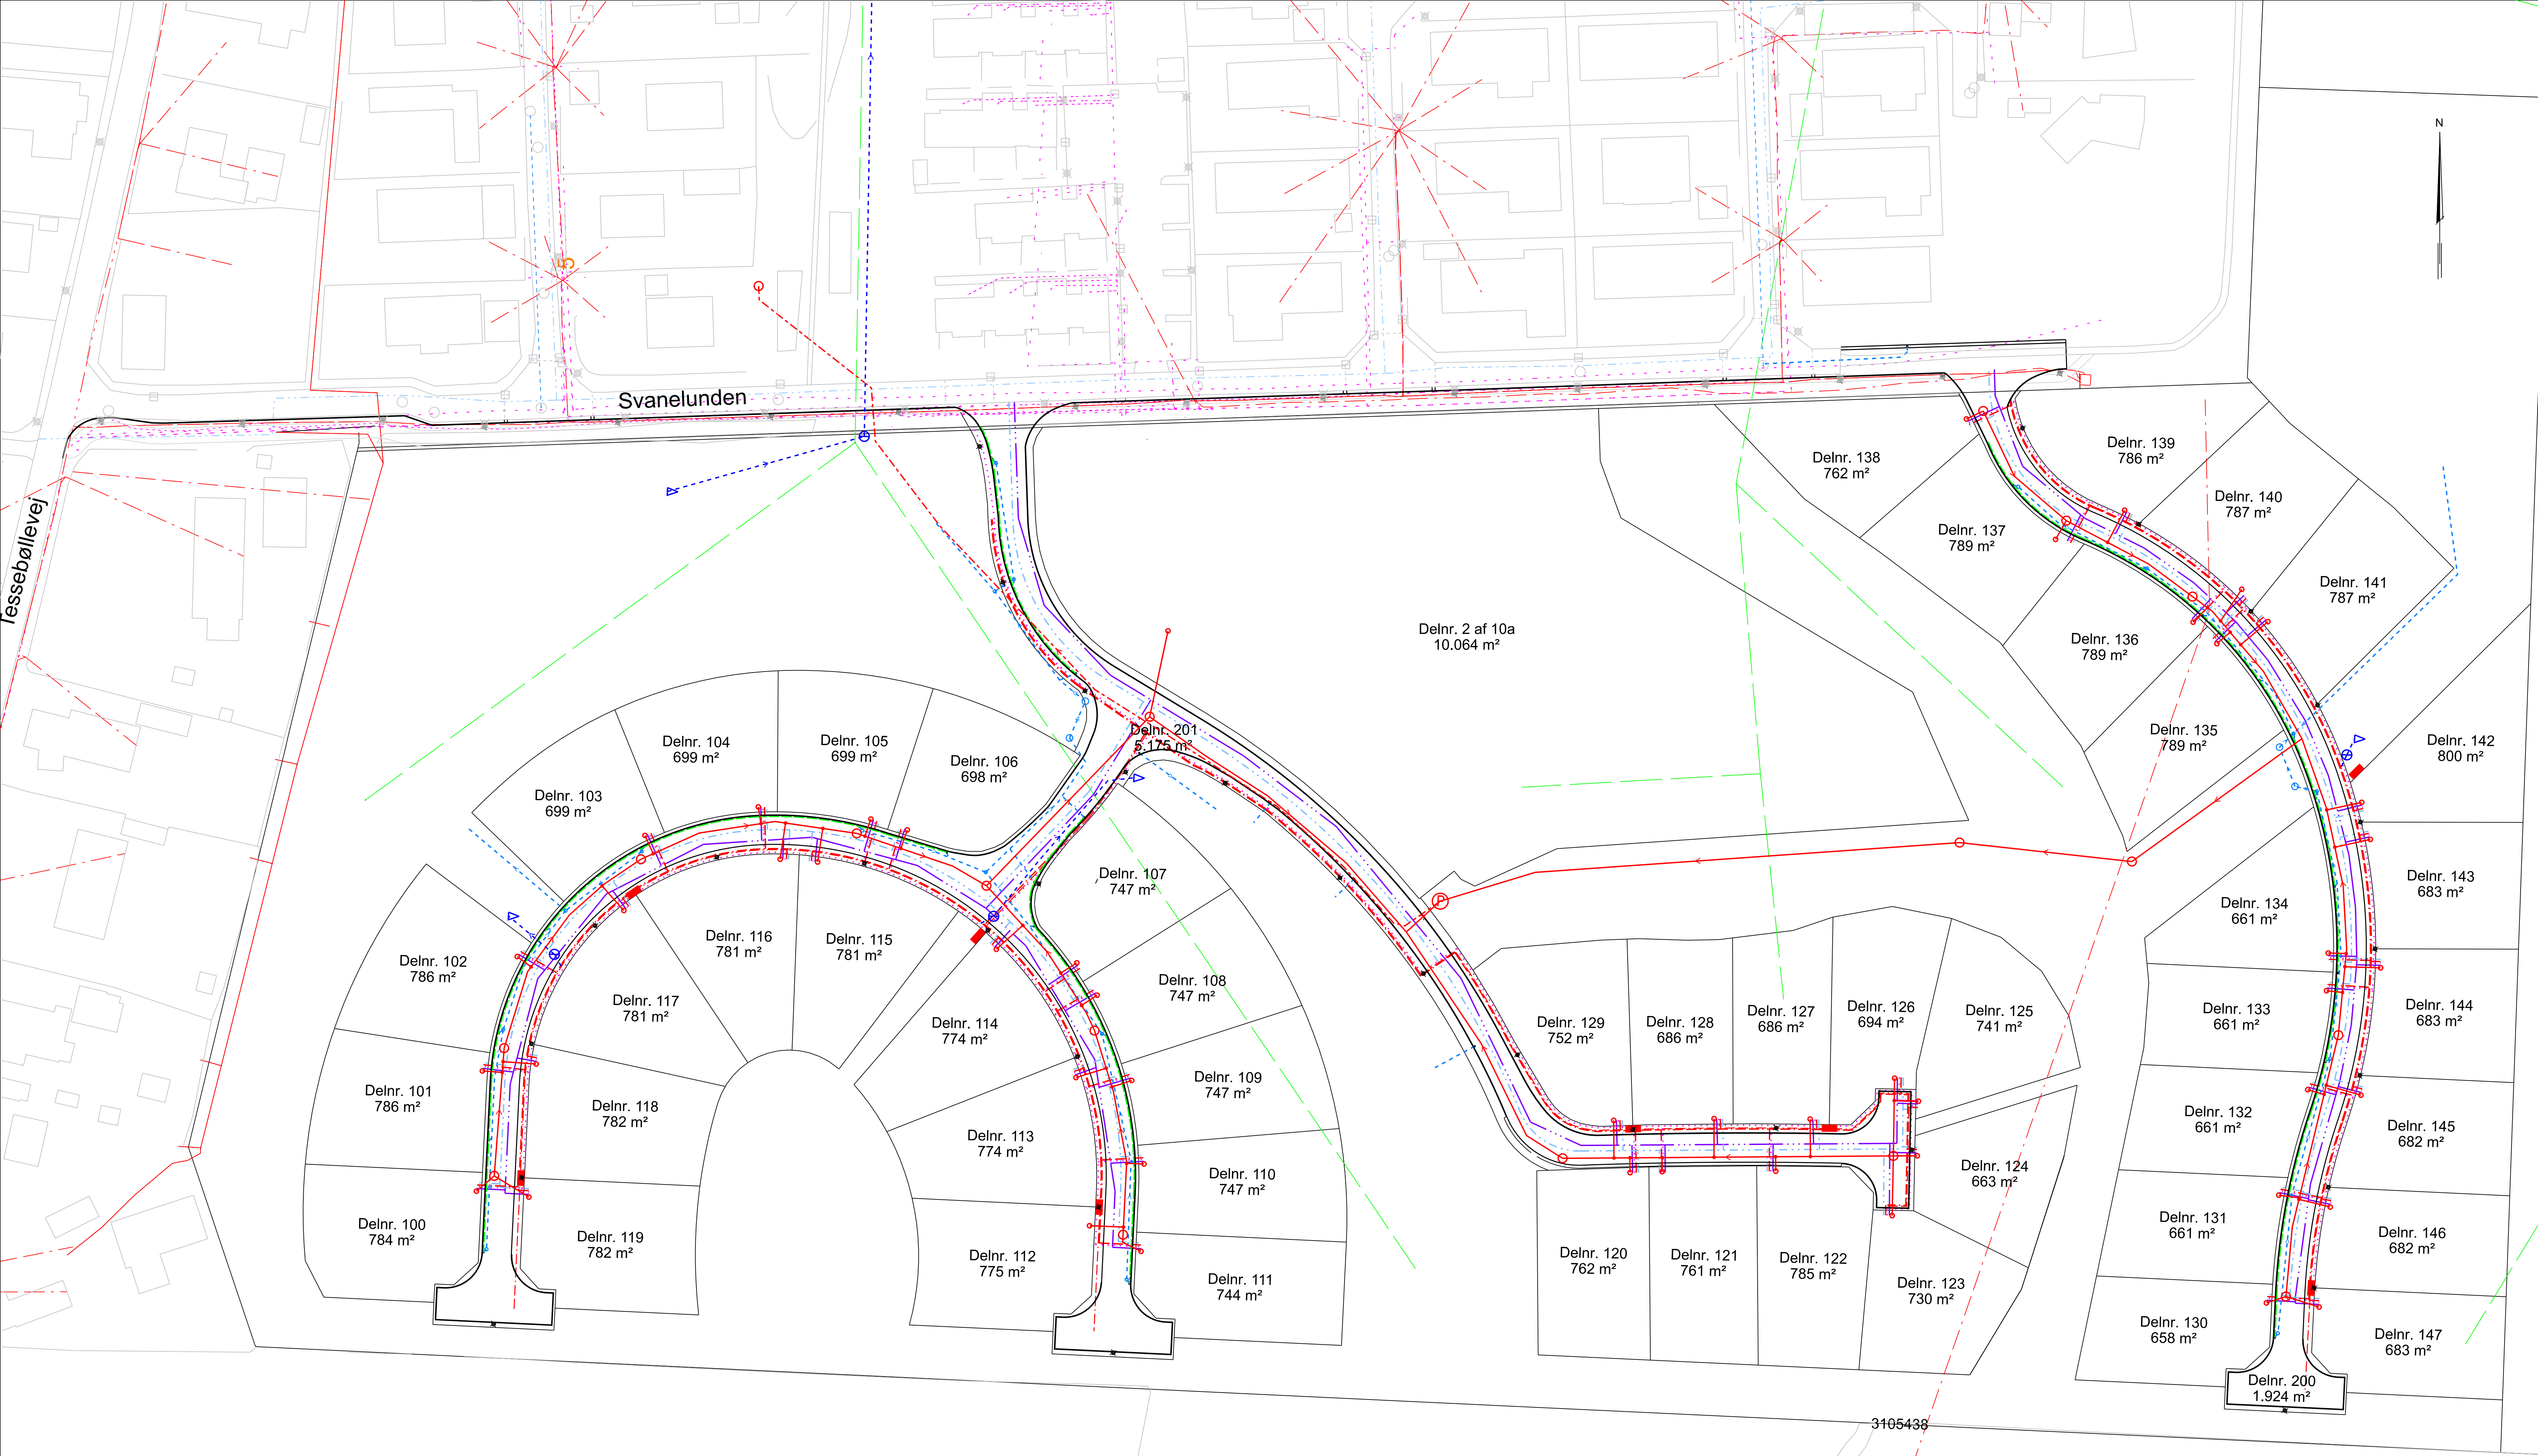 N
G
Svanelunden
Tessebøllevej
Delnr. 138
762 m²
Delnr. 139
786 m²
Delnr. 140
787 m²
Delnr. 137
789 m²
Delnr. 141
787 m²
Delnr. 2 af 10a
10.064 m²
Delnr. 136
789 m²
Delnr. 135
789 m²
Delnr. 142
800 m²
Delnr. 201
5.175 m²
Delnr. 104
699 m²
Delnr. 105
699 m²
Delnr. 106
698 m²
Delnr. 103
699 m²
Delnr. 107
747 m²
Delnr. 143
683 m²
P
Delnr. 134
661 m²
Delnr. 116
781 m²
Delnr. 115
781 m²
Delnr. 102
786 m²
Delnr. 108
747 m²
Delnr. 117
781 m²
Delnr. 114
774 m²
Delnr. 129
752 m²
Delnr. 128
686 m²
Delnr. 127
686 m²
Delnr. 126
694 m²
Delnr. 125
741 m²
Delnr. 133
661 m²
Delnr. 144
683 m²
Delnr. 101
786 m²
Delnr. 118
782 m²
Delnr. 109
747 m²
Delnr. 113
774 m²
Delnr. 132
661 m²
Delnr. 145
682 m²
Delnr. 110
747 m²
Delnr. 124
663 m²
Delnr. 100
784 m²
Delnr. 119
782 m²
Delnr. 131
661 m²
Delnr. 146
682 m²
Delnr. 112
775 m²
Delnr. 111
744 m²
Delnr. 120
762 m²
Delnr. 121
761 m²
Delnr. 122
785 m²
Delnr. 123
730 m²
Delnr. 130
658 m²
Delnr. 147
683 m²
Delnr. 200
1.924 m²
3105438